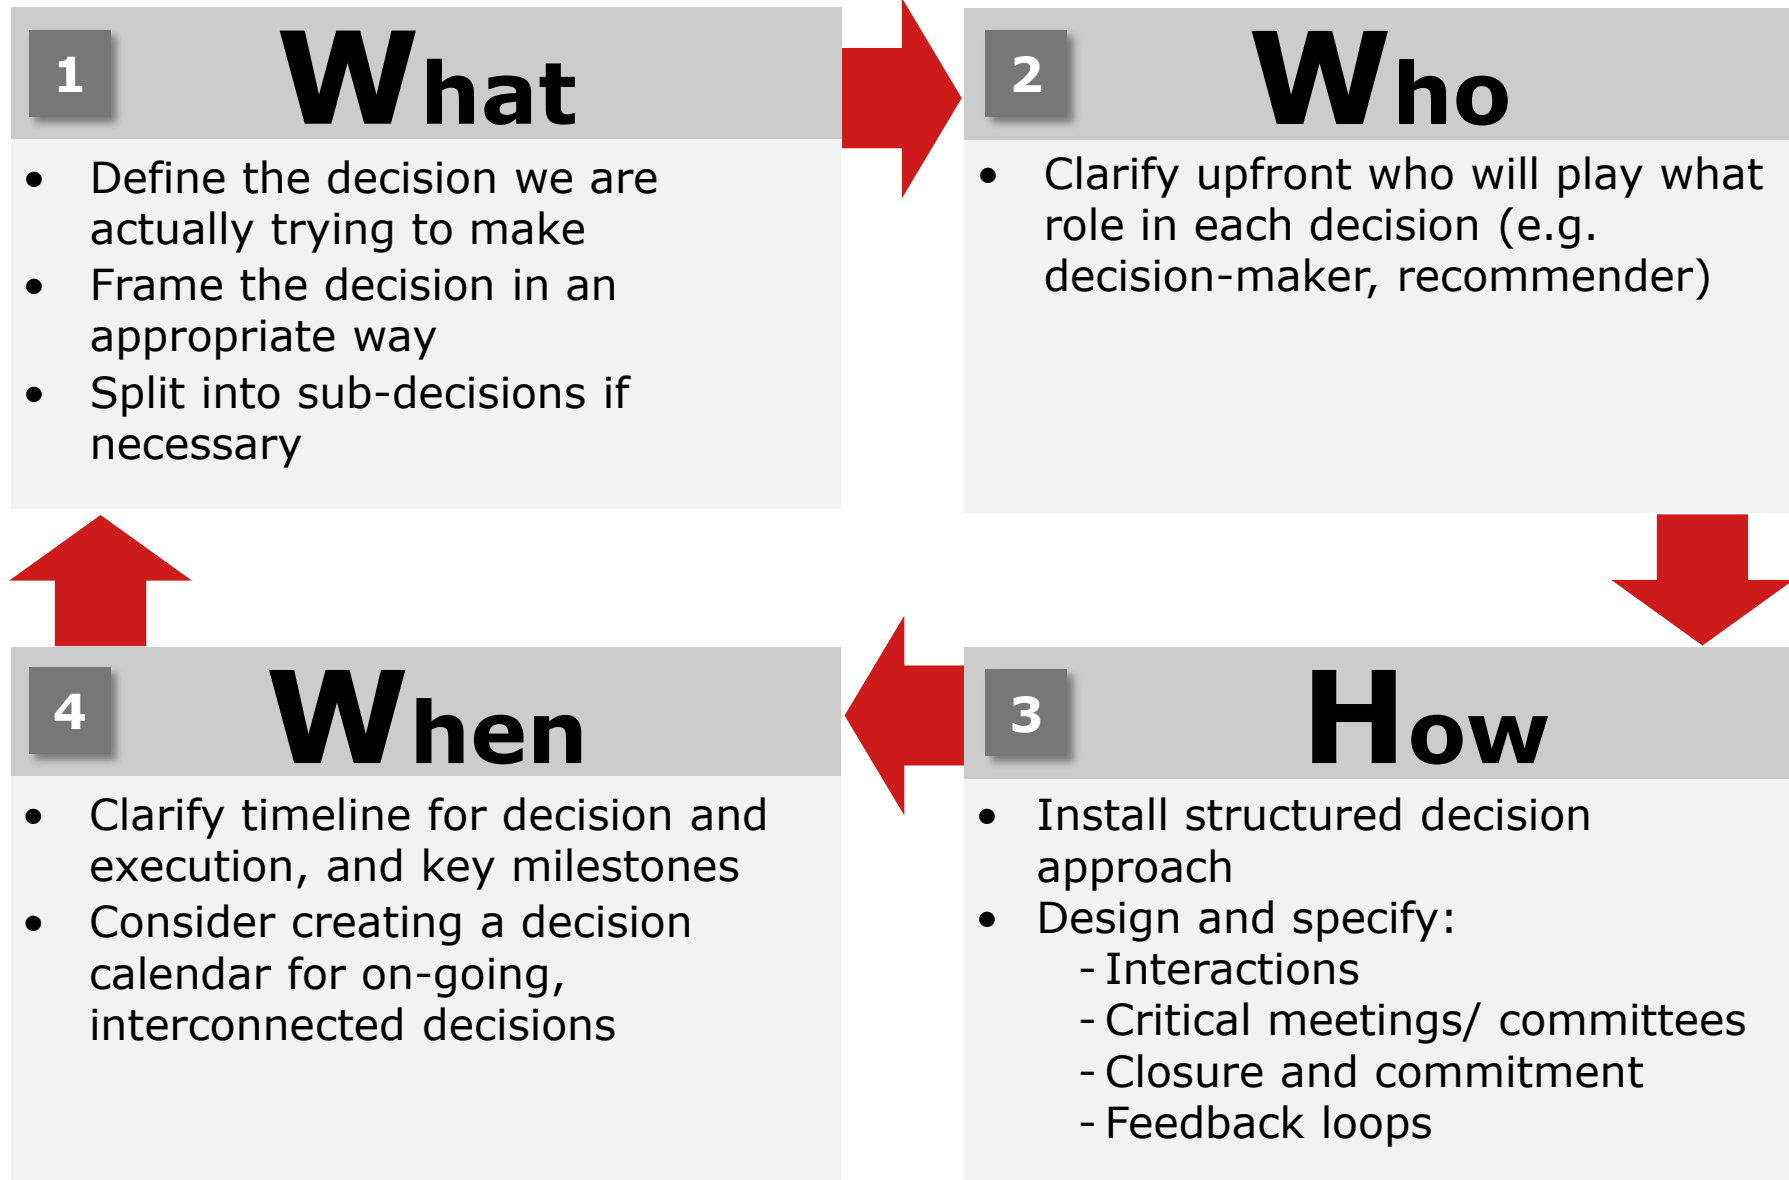 1
What
• Define the decision we are
actually trying to make
• Frame the decision in an
appropriate way
• Split into sub-decisions if
necessary
2
Who
• Clarify upfront who will play what
role in each decision (e.g.
decision-maker, recommender)
3
How
• Install structured decision
approach
• Design and specify:
- Interactions
- Critical meetings/ committees
- Closure and commitment
- Feedback loops
4
When
• Clarify timeline for decision and
execution, and key milestones
• Consider creating a decision
calendar for on-going,
interconnected decisions